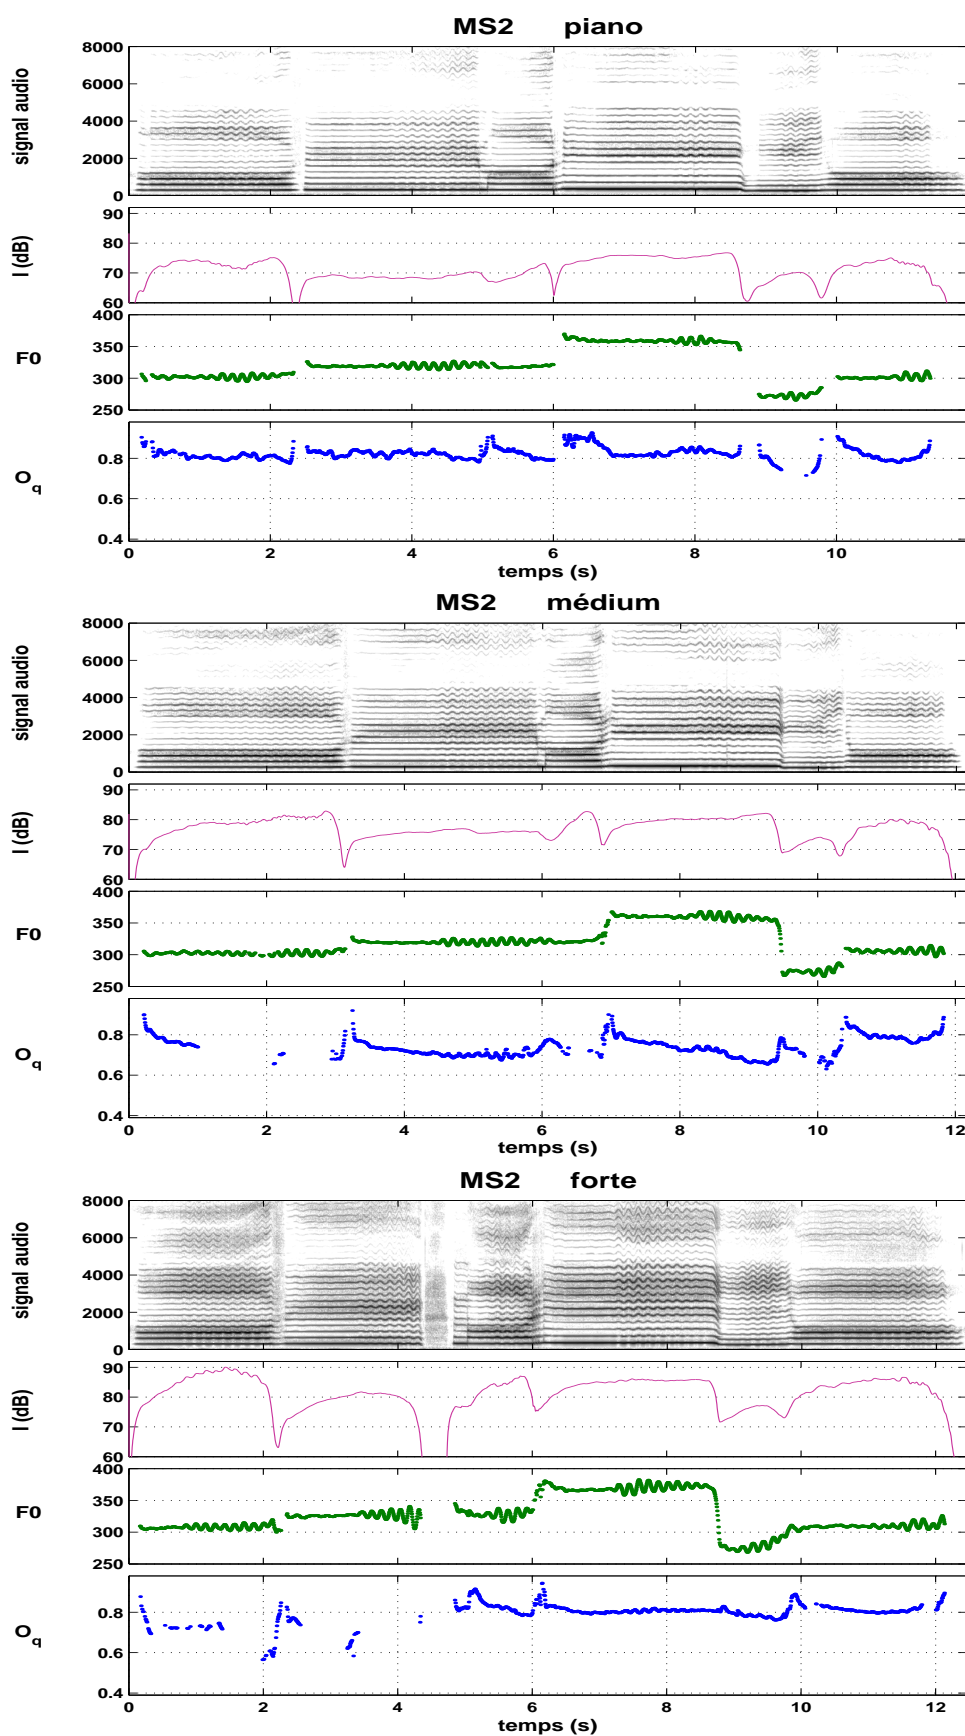 MS2 piano
signal audio
8000
6000
4000
2000
0
I (dB)
90
80
70
60
F0
400
350
300
250
Oq
0.8
0.6
0.4
0 2 4 6 8 10
temps (s)
MS2 médium
signal audio
8000
6000
4000
2000
0
I (dB)
90
80
70
60
F0
400
350
300
250
Oq
0.8
0.6
0.4
0 2 4 6 8 10 12
temps (s)
MS2 forte
signal audio
8000
6000
4000
2000
0
I (dB)
90
80
70
60
F0
400
350
300
250
Oq
0.8
0.6
0.4
0 2 4 6 8 10 12
temps (s)